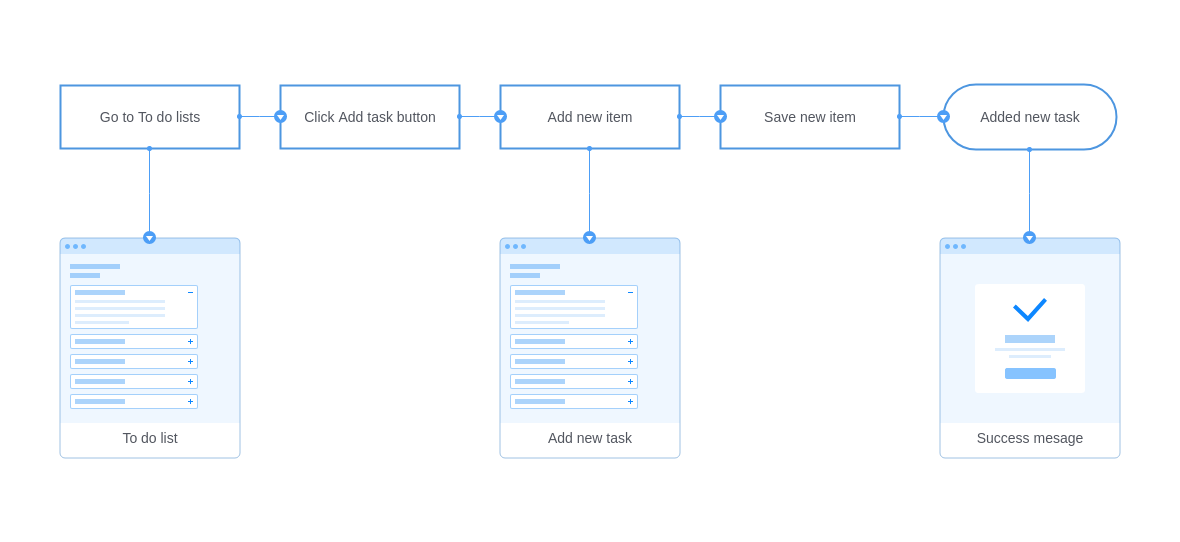 Go to To do lists
Click Add task button
Add new item
Save new item
Added new task
To do list
Add new task
Success mesage